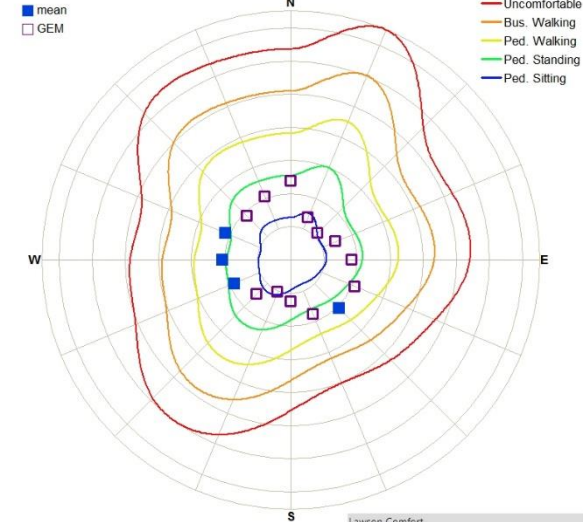 N
mean
GEM
Uncomfortable
Bus. Walking
Ped. Walking
Ped. Standing
Ped. Sitting
W
E
S
Lawson Comfort